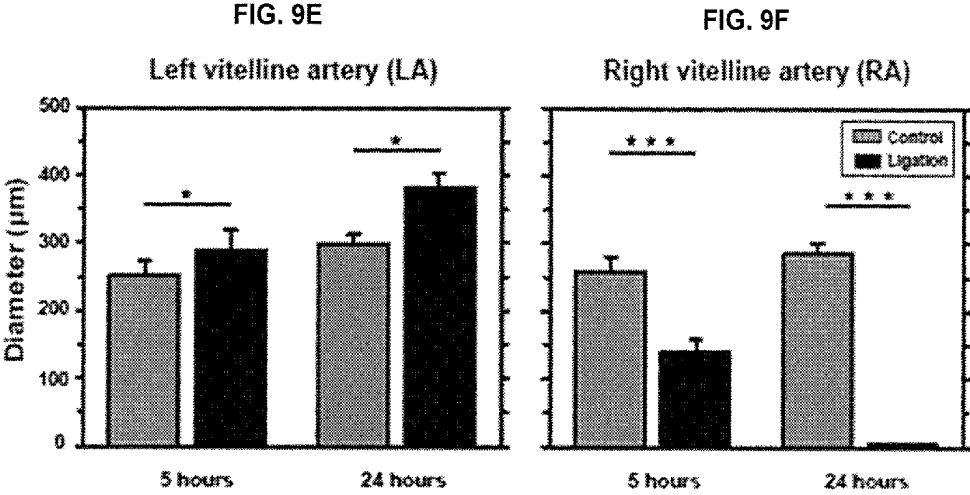 FIG. 9E
Left vitelline artery (LA)
Diameter (µm)
500
400
300
200
100
0
*
*
5 hours
24 hours
FIG. 9F
Right vitelline artery (RA)
Control
Ligation
***
***
5 hours
24 hours